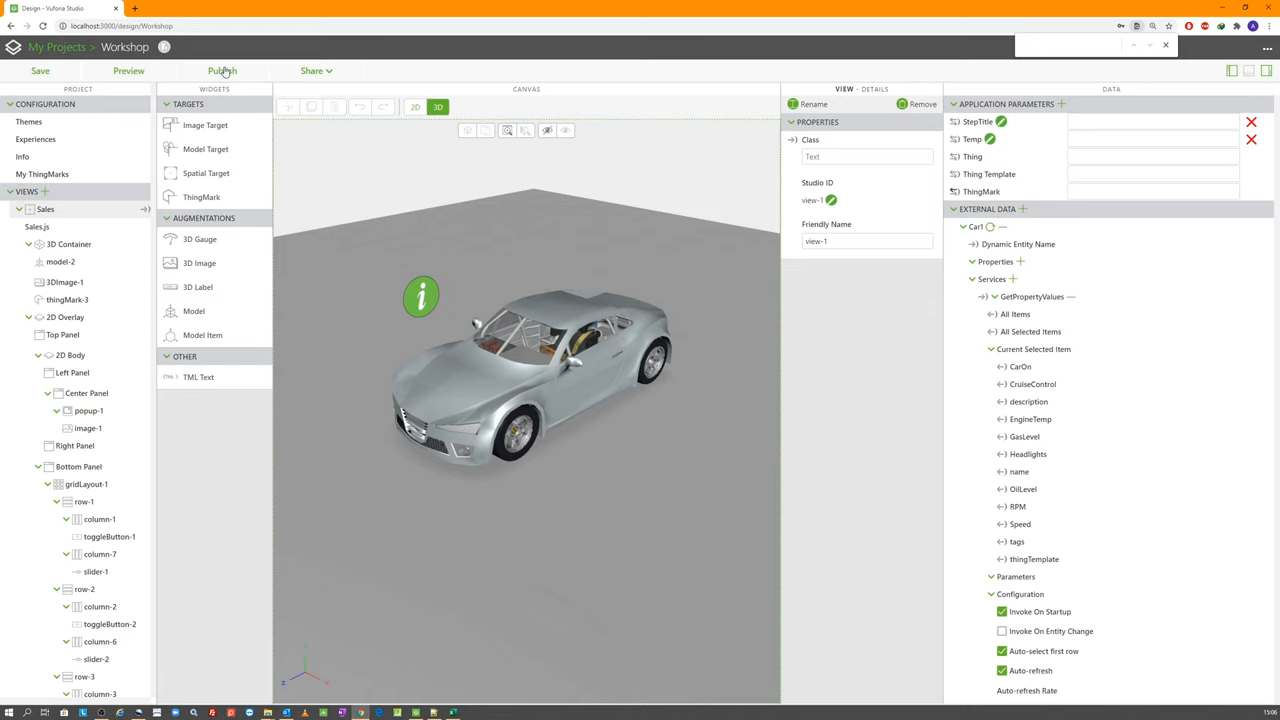 Design - Vuforia Studio
localhost:3000/design/Workshop
My Projects > Workshop
Save
Preview
Publish
Share
PROJECT
CONFIGURATION
Themes
Experiences
Info
My ThingMarks
VIEWS
Sales
Sales.js
3D Container
model-2
3DImage-1
thingMark-3
2D Overlay
Top Panel
2D Body
Left Panel
Center Panel
popup-1
image-1
Right Panel
Bottom Panel
gridLayout-1
row-1
column-1
toggleButton-1
column-7
slider-1
row-2
column-2
toggleButton-2
column-6
slider-2
row-3
column-3
WIDGETS
TARGETS
Image Target
Model Target
Spatial Target
ThingMark
AUGMENTATIONS
3D Gauge
3D Image
3D Label
Model
Model Item
OTHER
HTML
TML Text
CANVAS
2D
3D
i
VIEW - DETAILS
Rename
Remove
PROPERTIES
Class
Text
Studio ID
view-1
Friendly Name
view-1
DATA
APPLICATION PARAMETERS
StepTitle
Temp
Thing
Thing Template
ThingMark
EXTERNAL DATA
Car1
Dynamic Entity Name
Properties
Services
GetPropertyValues
All Items
All Selected Items
Current Selected Item
CarOn
CruiseControl
description
EngineTemp
GasLevel
Headlights
name
OilLevel
RPM
Speed
tags
thingTemplate
Parameters
Configuration
Invoke On Startup
Invoke On Entity Change
Auto-select first row
Auto-refresh
Auto-refresh Rate
15:06